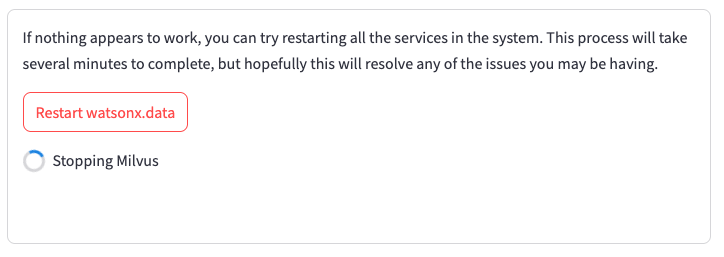 If nothing appears to work, you can try restarting all the services in the system. This process will take
several minutes to complete, but hopefully this will resolve any of the issues you may be having.
Restart watsonx.data
Stopping Milvus